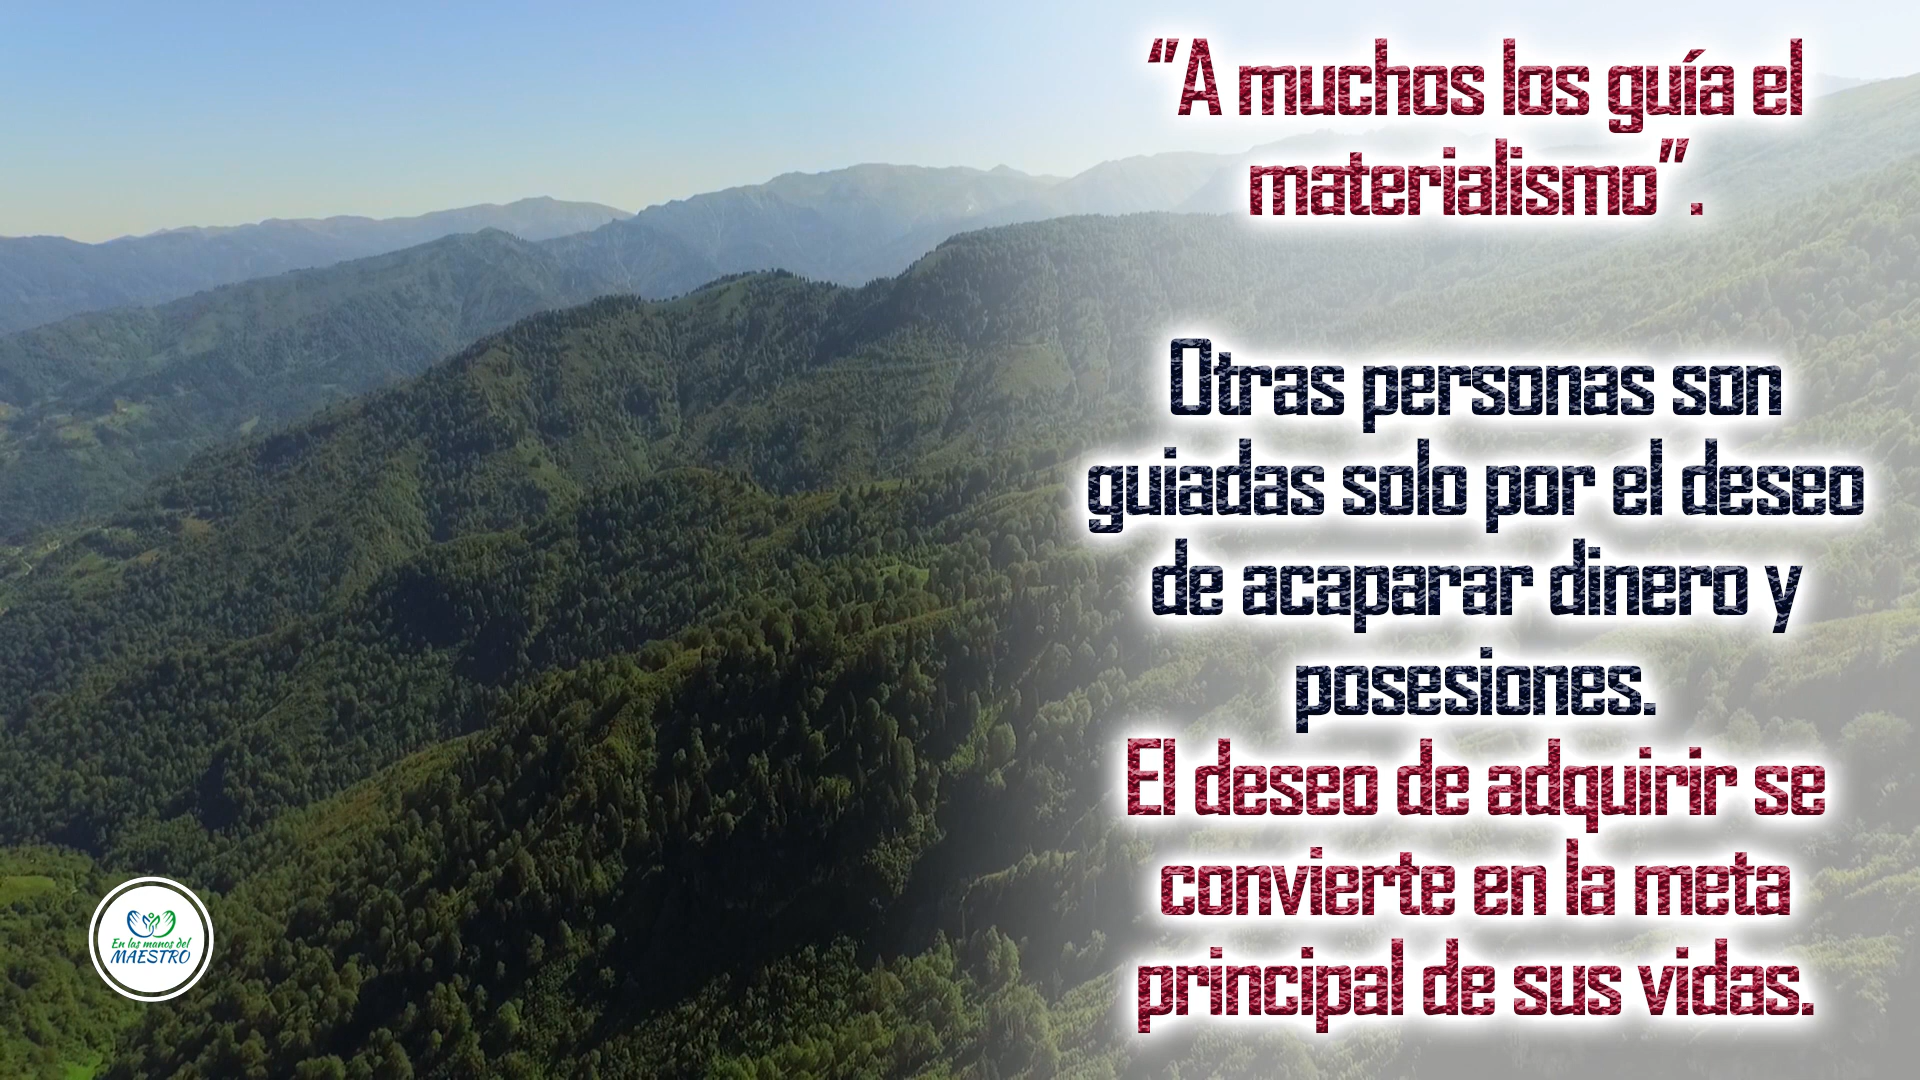 “A muchos los guía el
materialismo”.
Otras personas son
guiadas solo por el deseo
de acaparar dinero y
posesiones.
El deseo de adquirir se
convierte en la meta
principal de sus vidas.
En las manos del
MAESTRO